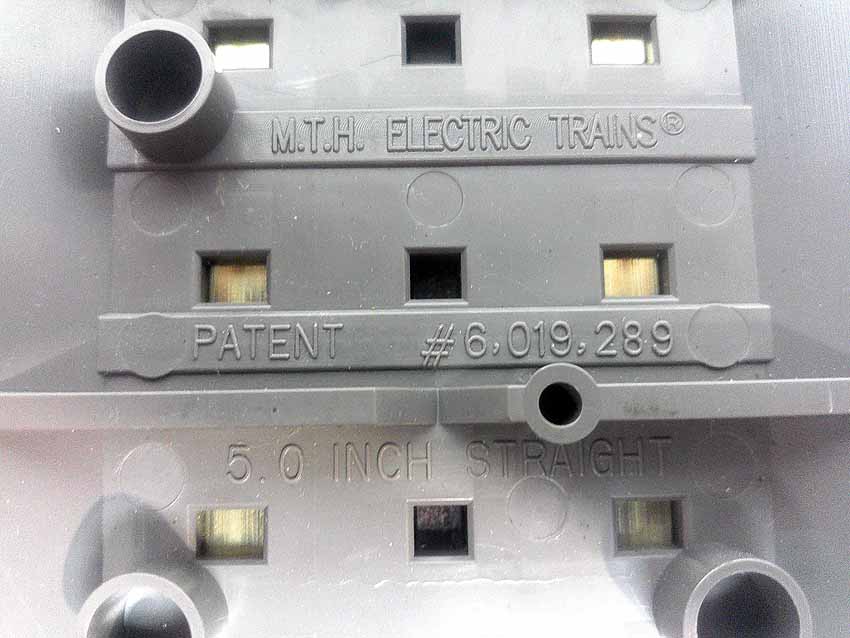 M.T.H. ELECTRIC TRAINS®
PATENT #6,019,289
5.0 INCH STRAIGHT